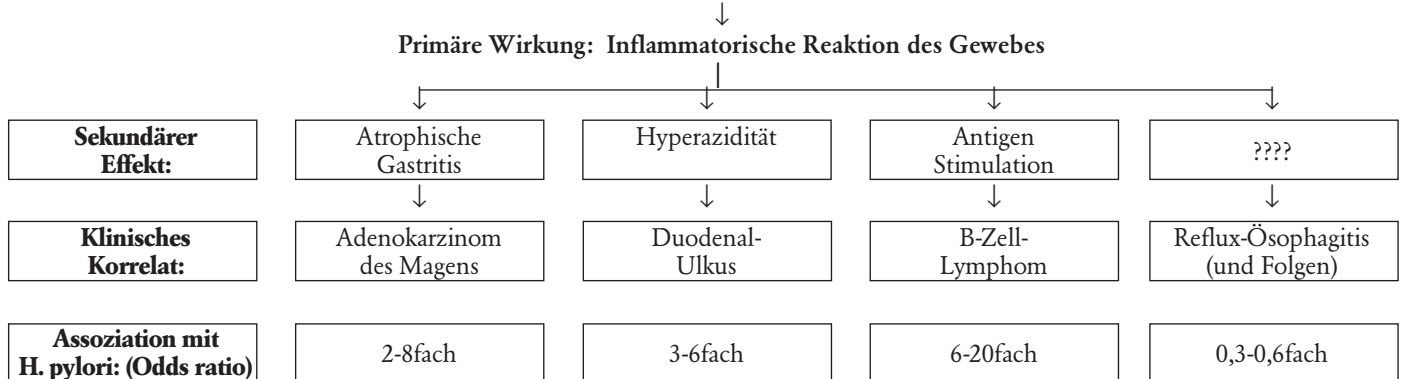 Primäre Wirkung: Inflammatorische Reaktion des Gewebes
Sekundärer
Effekt:
Atrophische
Gastritis
Hyperazidität
Antigen
Stimulation
????
Klinisches
Korrelat:
Adenokarzinom
des Magens
Duodenal-
Ulkus
B-Zell-
Lymphom
Reflux-Ösophagitis
(und Folgen)
Assoziation mit
H. pylori: (Odds ratio)
2-8fach
3-6fach
6-20fach
0,3-0,6fach